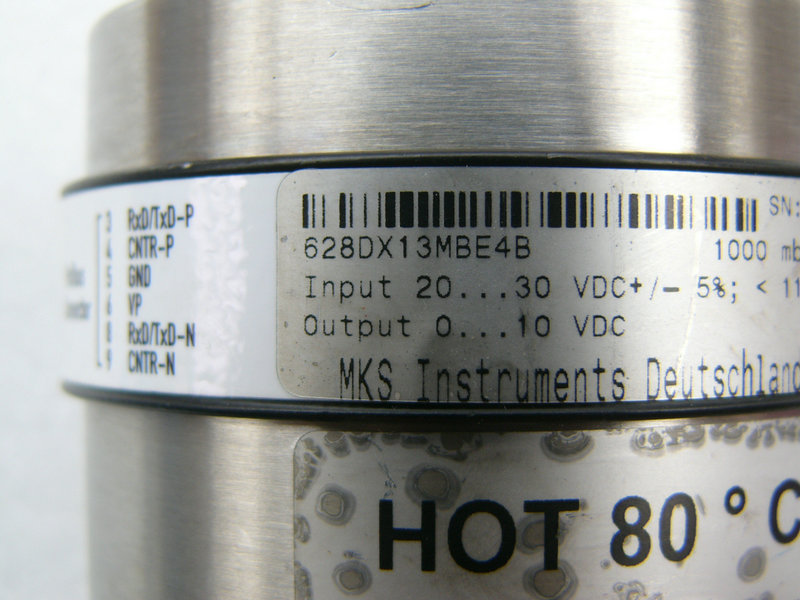 3 RxD/TxD-P
4 CNTR-P
5 GND
6 VP
8 RxD/TxD-N
9 CNTR-N
SN:
628DX13MBE4B 1000 mb
Input 20...30 VDC+/- 5%; < 11
Output 0...10 VDC
MKS Instruments Deutschland
HOT 80 ° C